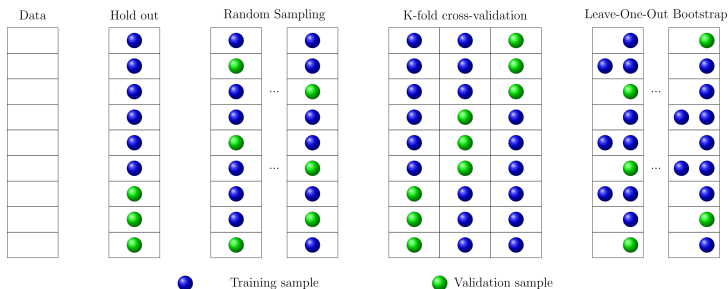 Data
Hold out
Random Sampling
K-fold cross-validation
Leave-One-Out Bootstrap
... ...
... ...
Training sample
Validation sample